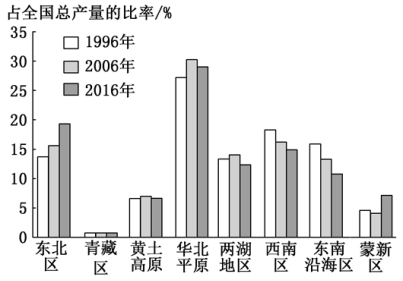 占全国总产量的比率/%
35
30
25
20
15
10
5
0
1996年
2006年
2016年
东北区
青藏区
黄土高原
华北平原
两湖地区
西南区
东南沿海区
蒙新区